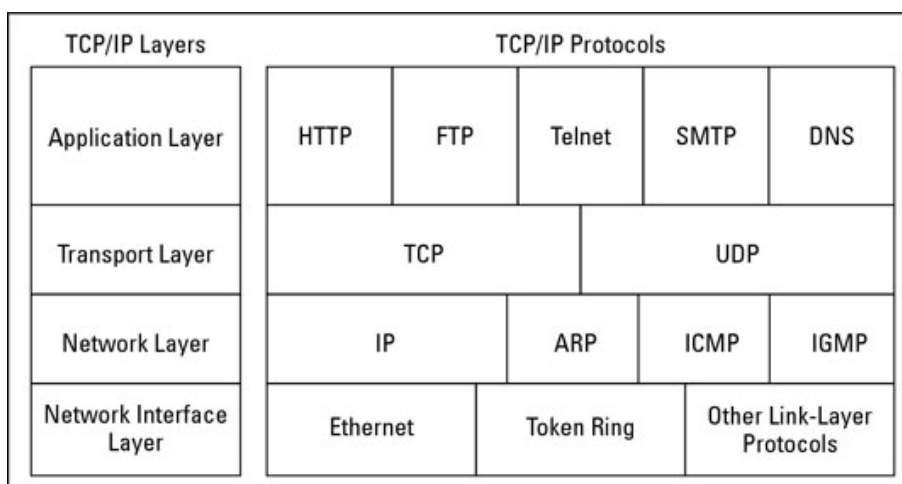 TCP/IP Layers
TCP/IP Protocols
Application Layer
HTTP
FTP
Telnet
SMTP
DNS
Transport Layer
TCP
UDP
Network Layer
IP
ARP
ICMP
IGMP
Network Interface
Layer
Ethernet
Token Ring
Other Link-Layer
Protocols